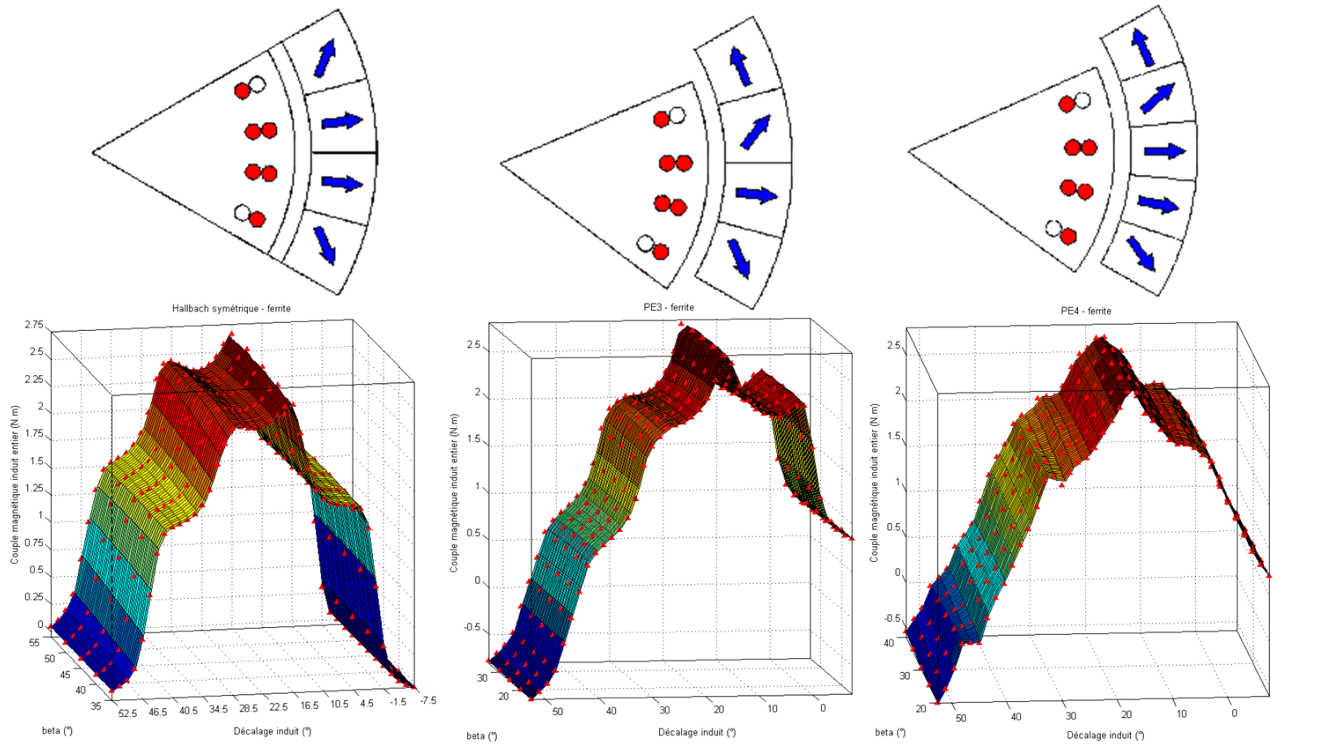 Hallbach symétrique - ferrite
PE3 - ferrite
PE4 - ferrite
Couple magnétique induit entier (N.m)
2.75
2.5
2.25
2
1.75
1.5
1.25
1
0.75
0.5
0.25
0
55
50
45
40
35
beta (°)
52.5 46.5 40.5 34.5 28.5 22.5 16.5 10.5 4.5 -1.5 -7.5
Décalage induit (°)
Couple magnétique induit entier (N.m)
2.5
2
1.5
1
0.5
0
-0.5
30
20
beta (°)
50 40 30 20 10 0
Décalage induit (°)
Couple magnétique induit entier (N.m)
2.5
2
1.5
1
0.5
0
-0.5
40
30
20
beta (°)
50 40 30 20 10 0
Décalage induit (°)